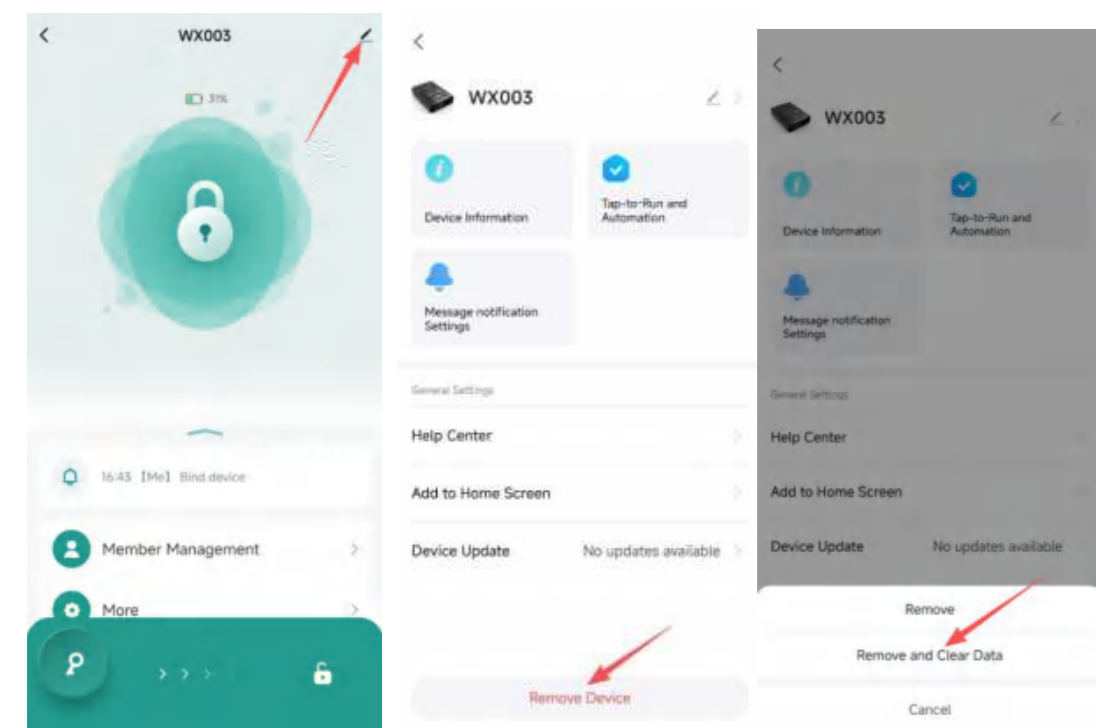 WX003
31%
16:43 【Me】 Bind device
Member Management
More
WX003
Device Information
Tap-to-Run and
Automation
Message notification
Settings
General Settings
Help Center
Add to Home Screen
Device Update No updates available
Remove Device
WX003
Device Information
Tap-to-Run and
Automation
Message notification
Settings
General Settings
Help Center
Add to Home Screen
Device Update No updates available
Remove
Remove and Clear Data
Cancel